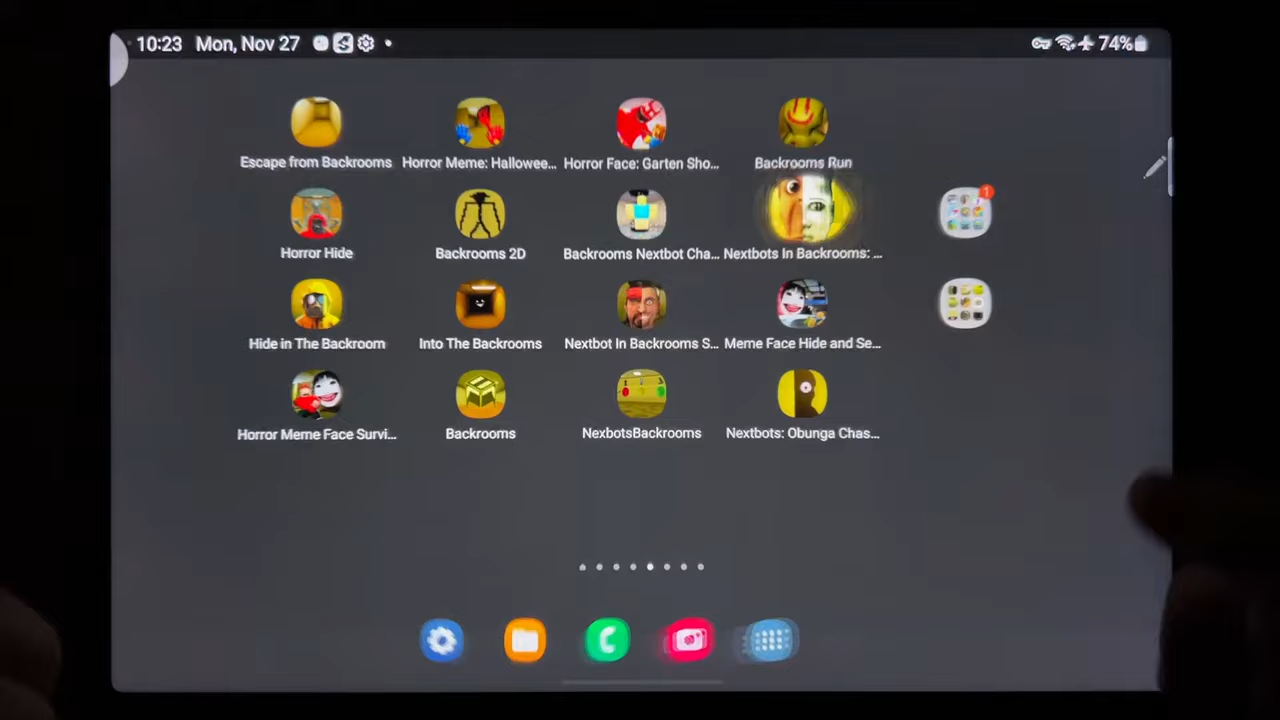 10:23 Mon, Nov 27 74%
Escape from Backrooms
Horror Meme: Hallowee...
Horror Face: Garten Sho...
Backrooms Run
1
Horror Hide
Backrooms 2D
Backrooms Nextbot Cha...
Nextbots In Backrooms: ...
Hide in The Backroom
Into The Backrooms
Nextbot In Backrooms S...
Meme Face Hide and Se...
Horror Meme Face Survi...
Backrooms
NexbotsBackrooms
Nextbots: Obunga Chas...